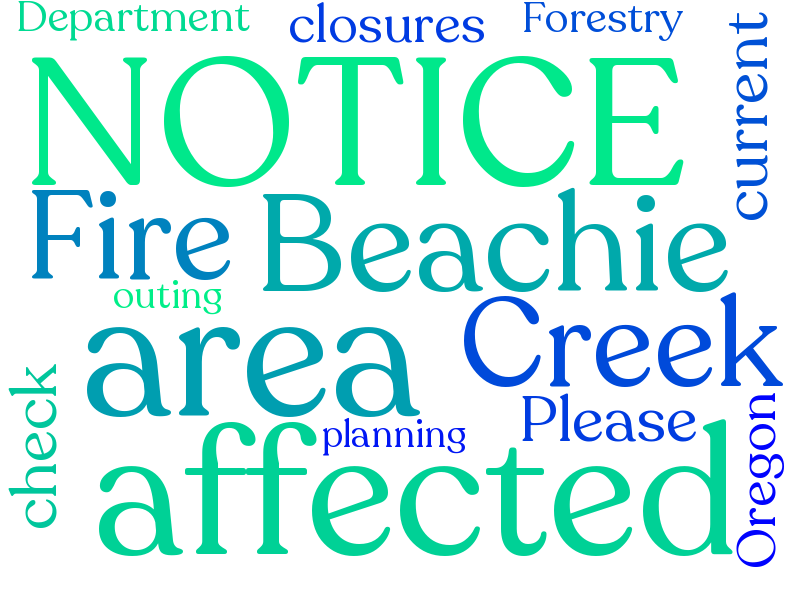 Department closures Forestry
NOTICE
current
Fire Beachie
outing
area Creek
check
planning Please
affected
Oregon